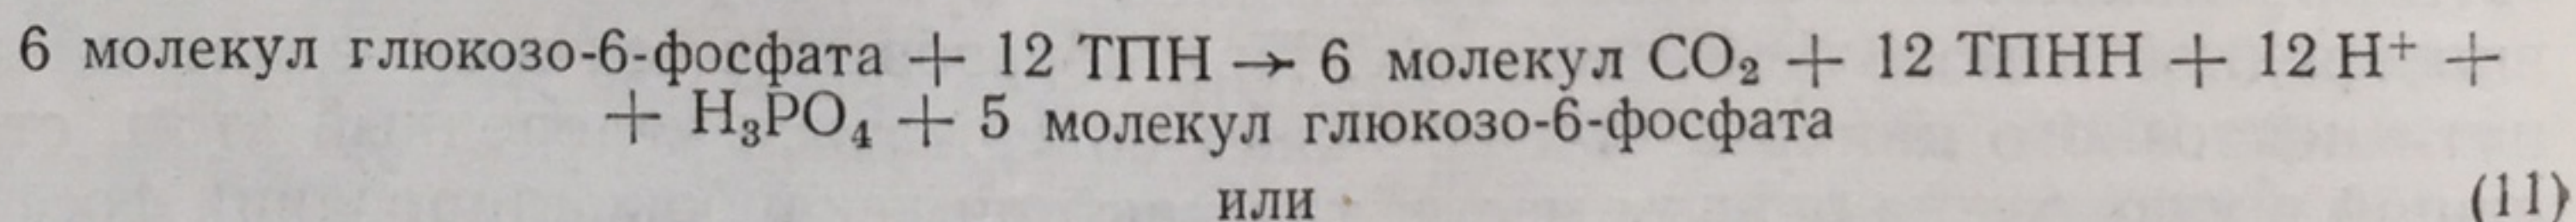 6 молекул глюкозо-6-фосфата + 12 ТПН → 6 молекул CO₂ + 12 ТПНН + 12 H⁺ +
+ H₃PO₄ + 5 молекул глюкозо-6-фосфата
или (11)